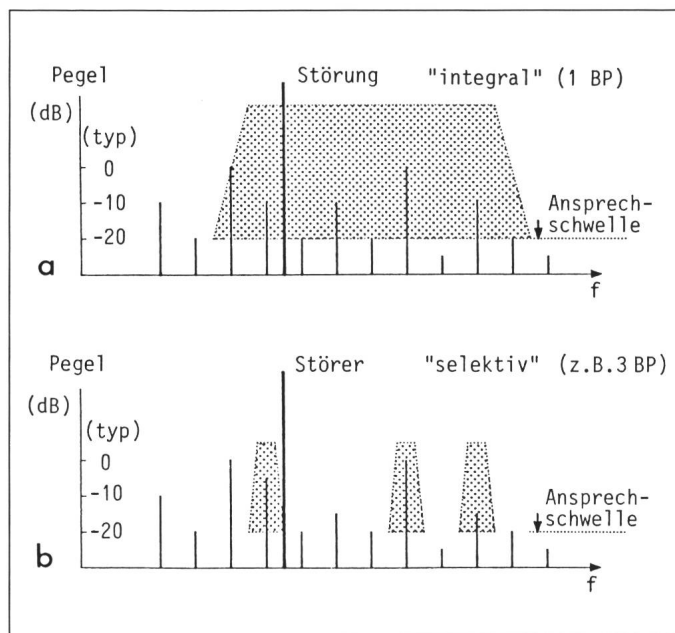 Pegel Störung "integral" (1 BP)
(dB)
(typ)
0
-10
-20
Ansprech-
schwelle
a
f
Pegel Störer "selektiv" (z.B.3 BP)
(dB)
(typ)
0
-10
-20
Ansprech-
schwelle
b
f